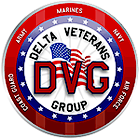 MARINES
ARMY
NAVY
COAST GUARD
AIR FORCE
DELTA VETERANS
DVG
GROUP